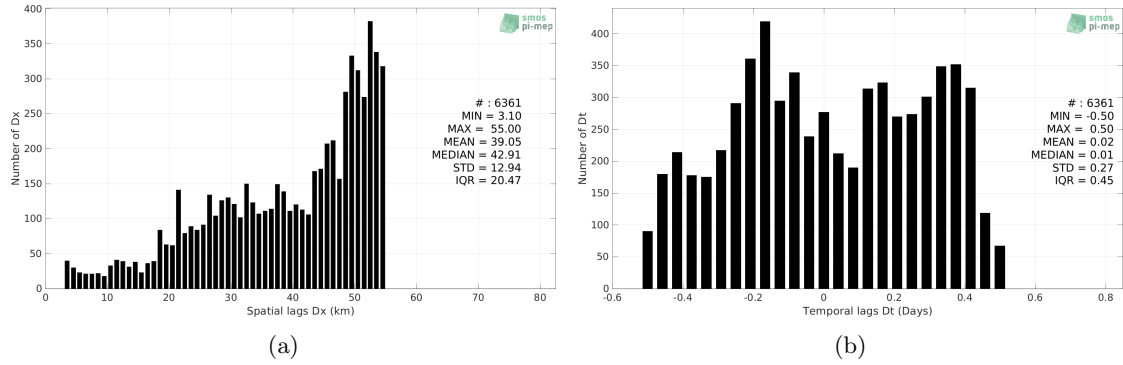 400
350
300
250
200
150
100
50
0
Number of Dx
smos
pi-mep
# : 6361
MIN = 3.10
MAX = 55.00
MEAN = 39.05
MEDIAN = 42.91
STD = 12.94
IQR = 20.47
0 10 20 30 40 50 60 70 80
Spatial lags Dx (km)
(a)
400
350
300
250
200
150
100
50
0
Number of Dt
smos
pi-mep
# : 6361
MIN = -0.50
MAX = 0.50
MEAN = 0.02
MEDIAN = 0.01
STD = 0.27
IQR = 0.45
-0.6 -0.4 -0.2 0 0.2 0.4 0.6 0.8
Temporal lags Dt (Days)
(b)